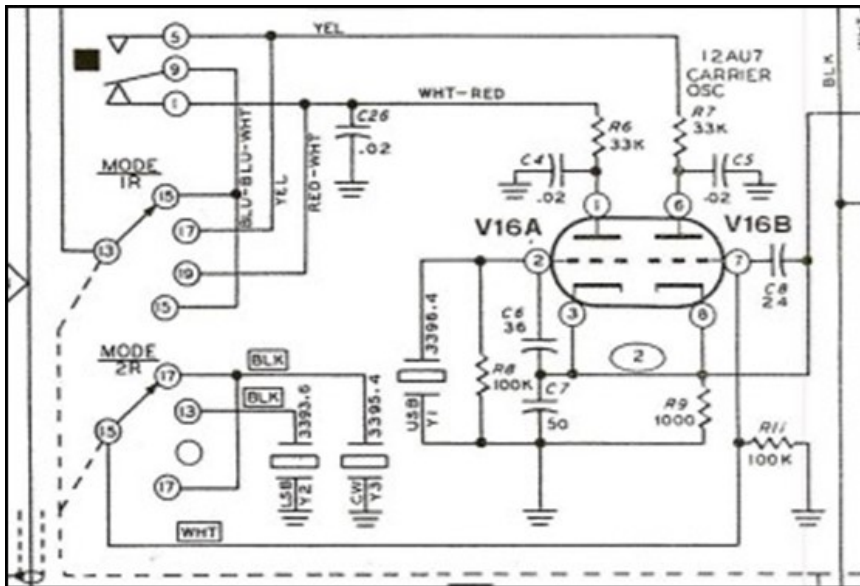 5
YEL
9
1
WHT-RED
12AU7
CARRIER
OSC
BLK
C26
.02
R6
33K
R7
33K
C4
.02
C5
.02
MODE
1R
15
BLU-BLU-WHT
YEL
RED-WHT
17
13
19
15
1
6
V16A
V16B
2
7
C8
24
3
8
3396.4
C6
36
2
MODE
2R
17
BLK
BLK
R8
100K
C7
50
R9
1000
13
3393.6
3395.4
USB
Y1
15
R11
100K
17
LSB
Y2
CW
Y3
WHT
BLK